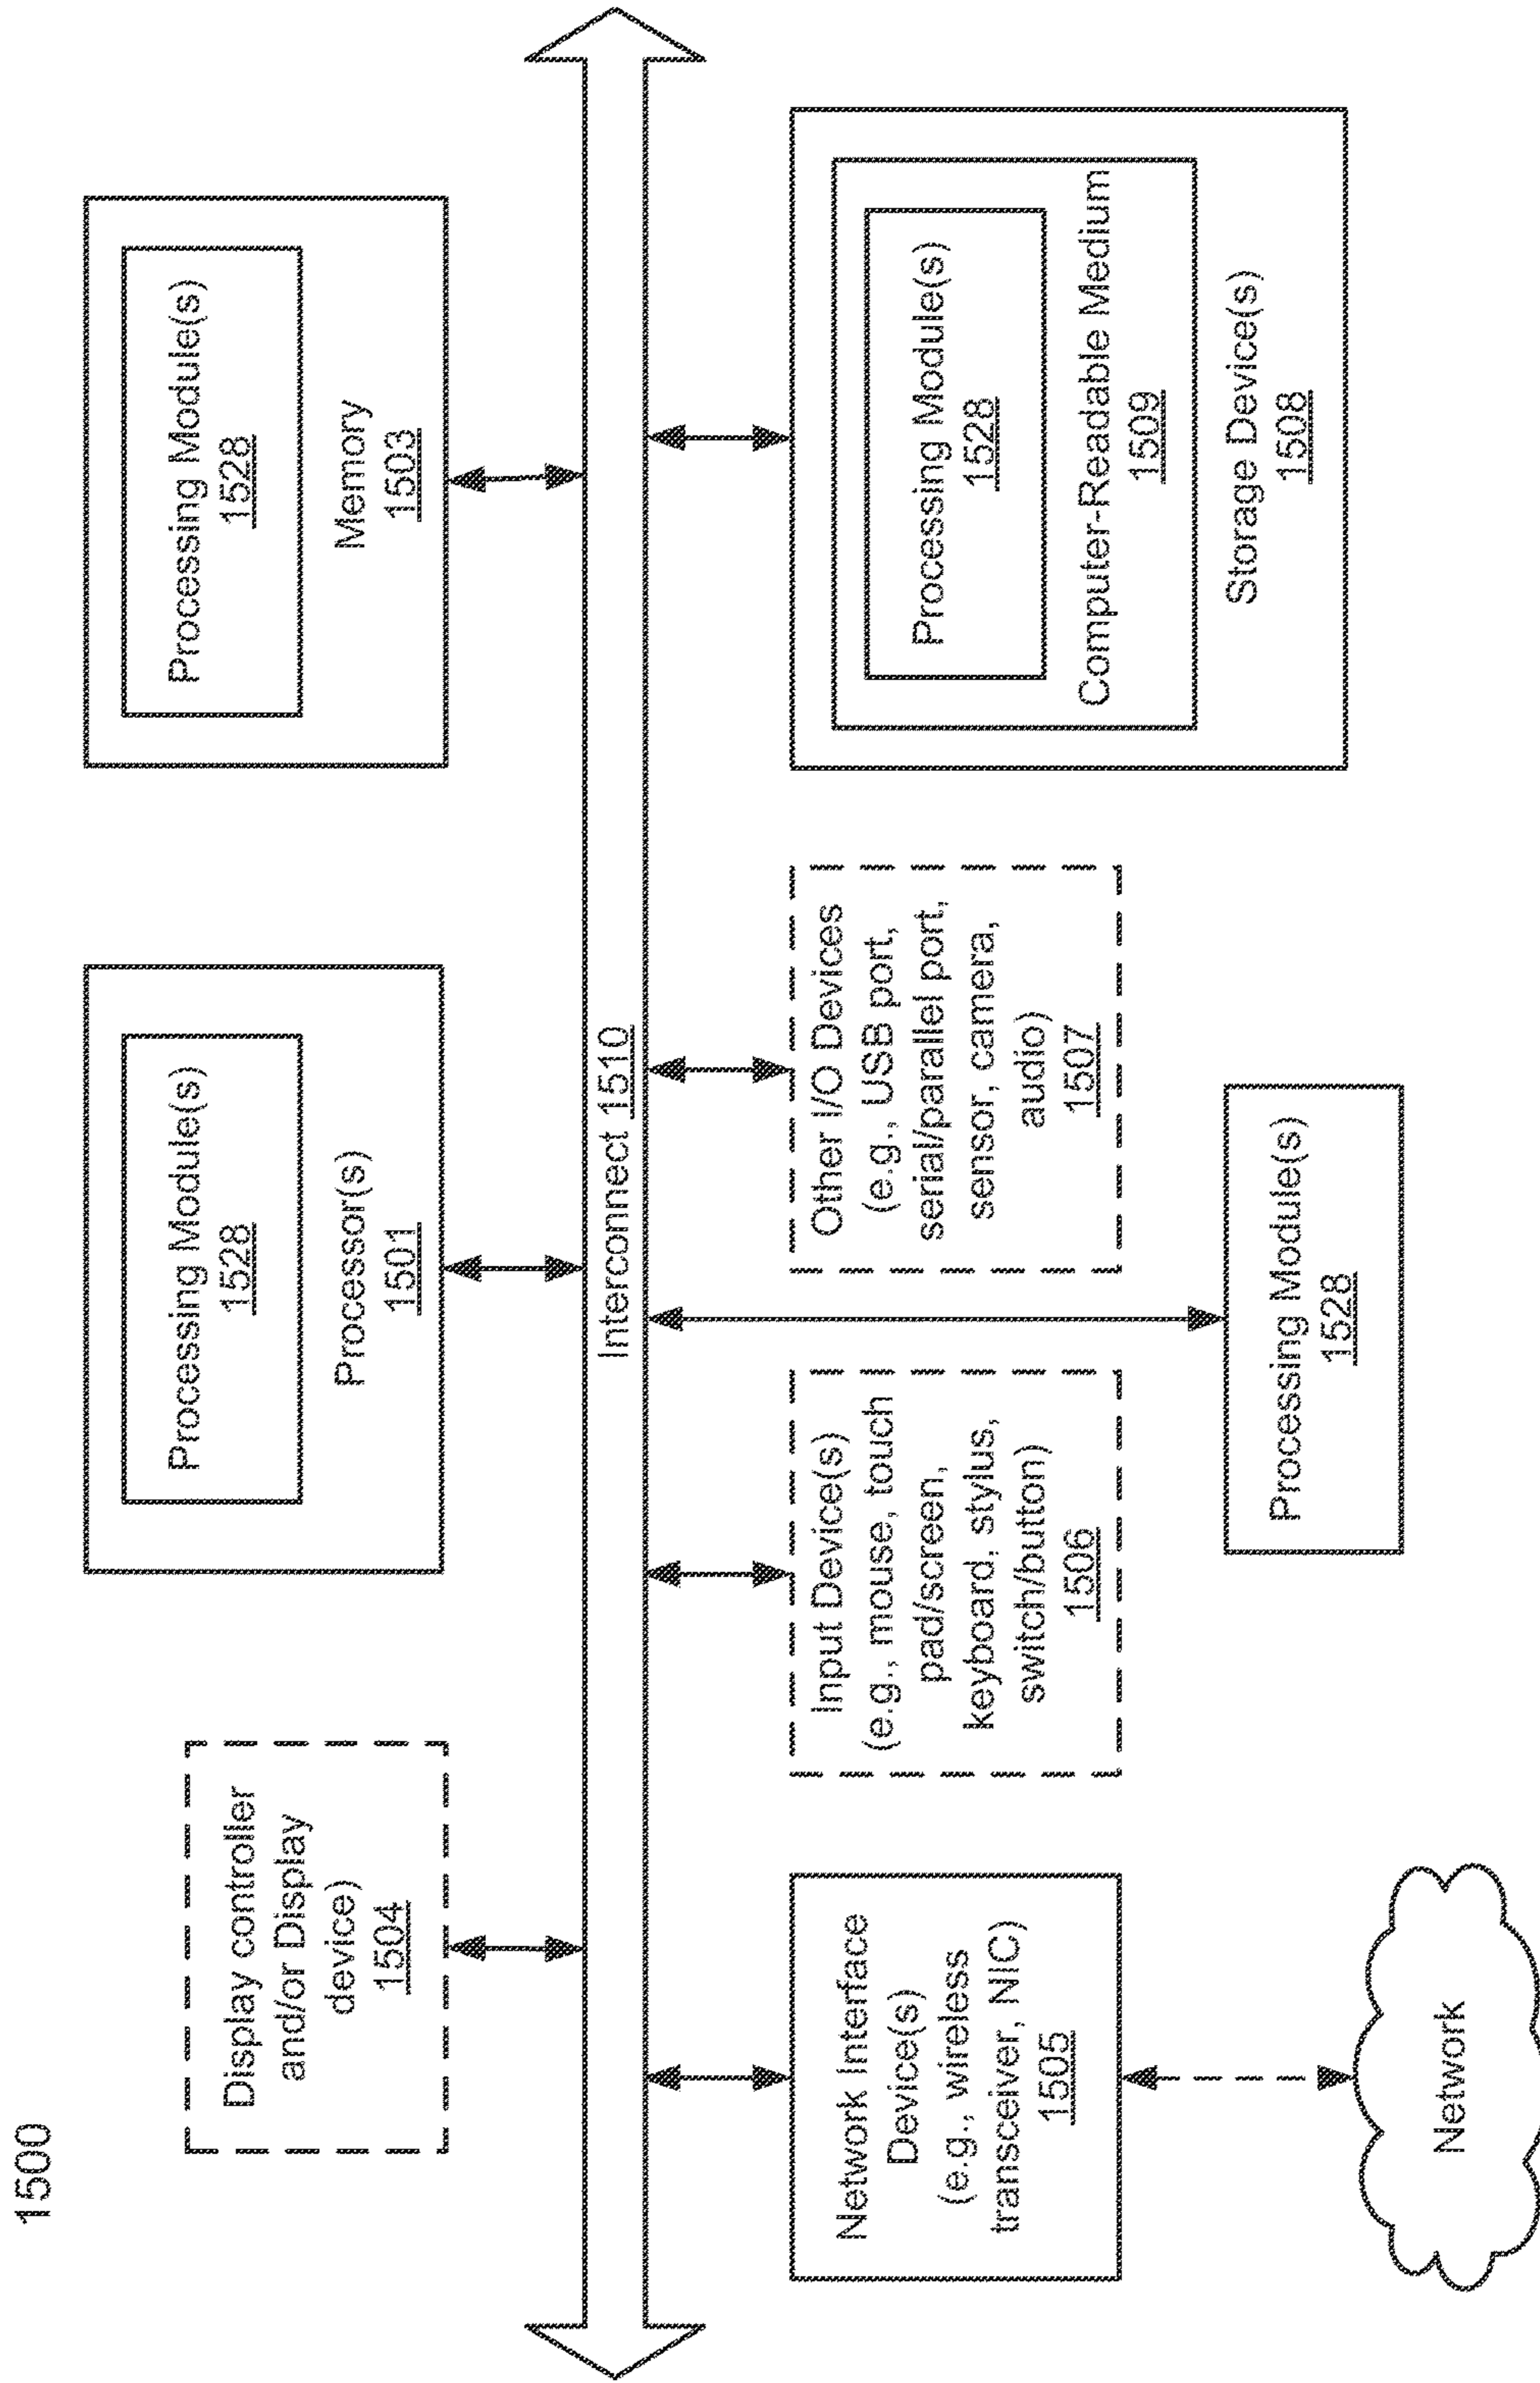 1500
Display controller
and/or Display
device)
1504
Processing Module(s)
1528
Processor(s)
1501
Processing Module(s)
1528
Memory
1503
Interconnect 1510
Network Interface
Device(s)
(e.g., wireless
transceiver, NIC)
1505
Input Device(s)
(e.g., mouse, touch
pad/screen,
keyboard, stylus,
switch/button)
1506
Other I/O Devices
(e.g., USB port,
serial/parallel port,
sensor, camera,
audio)
1507
Processing Module(s)
1528
Computer-Readable Medium
1509
Storage Device(s)
1508
Network
Processing Module(s)
1528